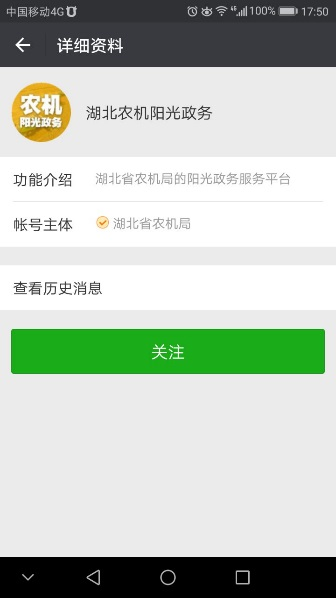 中国移动4G
100% 17:50
详细资料
农机
阳光政务
湖北农机阳光政务
功能介绍 湖北省农机局的阳光政务服务平台
帐号主体 湖北省农机局
查看历史消息
关注